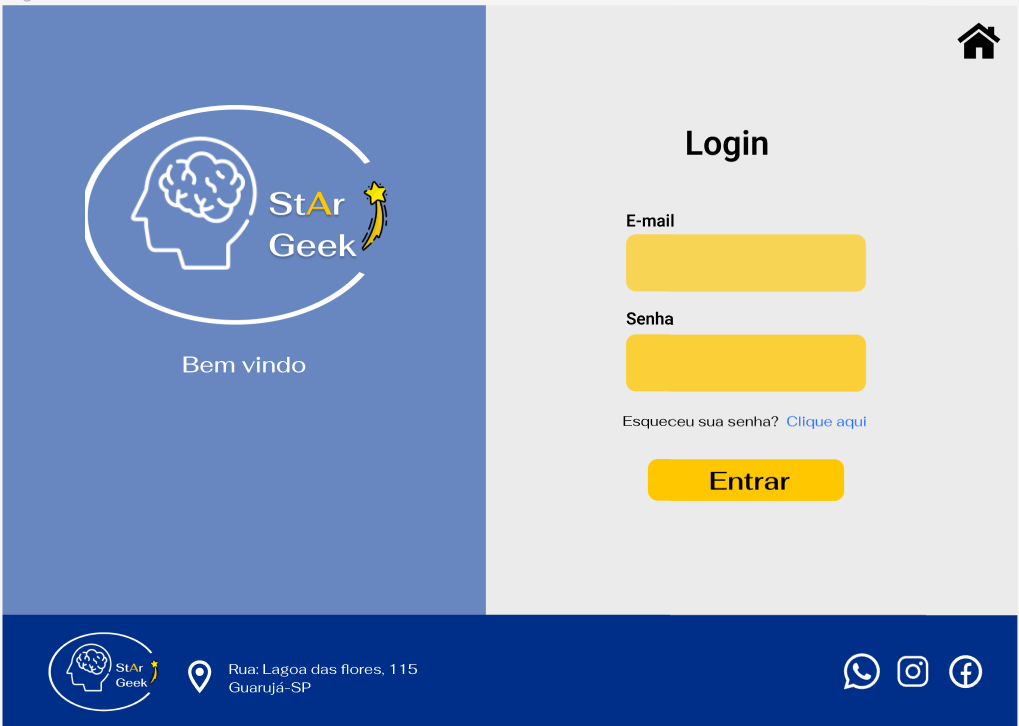 StAr
Geek
Bem vindo
Login
E-mail
Senha
Esqueceu sua senha? Clique aqui
Entrar
StAr
Geek
Rua: Lagoa das flores, 115
Guarujá-SP